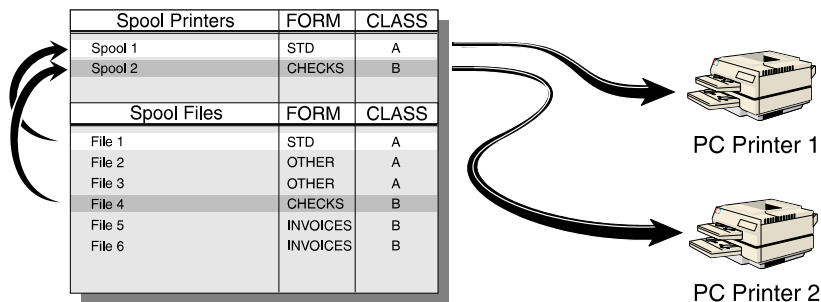 Spool Printers FORM CLASS
Spool 1 STD A
Spool 2 CHECKS B
Spool Files FORM CLASS
File 1 STD A
File 2 OTHER A
File 3 OTHER A
File 4 CHECKS B
File 5 INVOICES B
File 6 INVOICES B
PC Printer 1
PC Printer 2